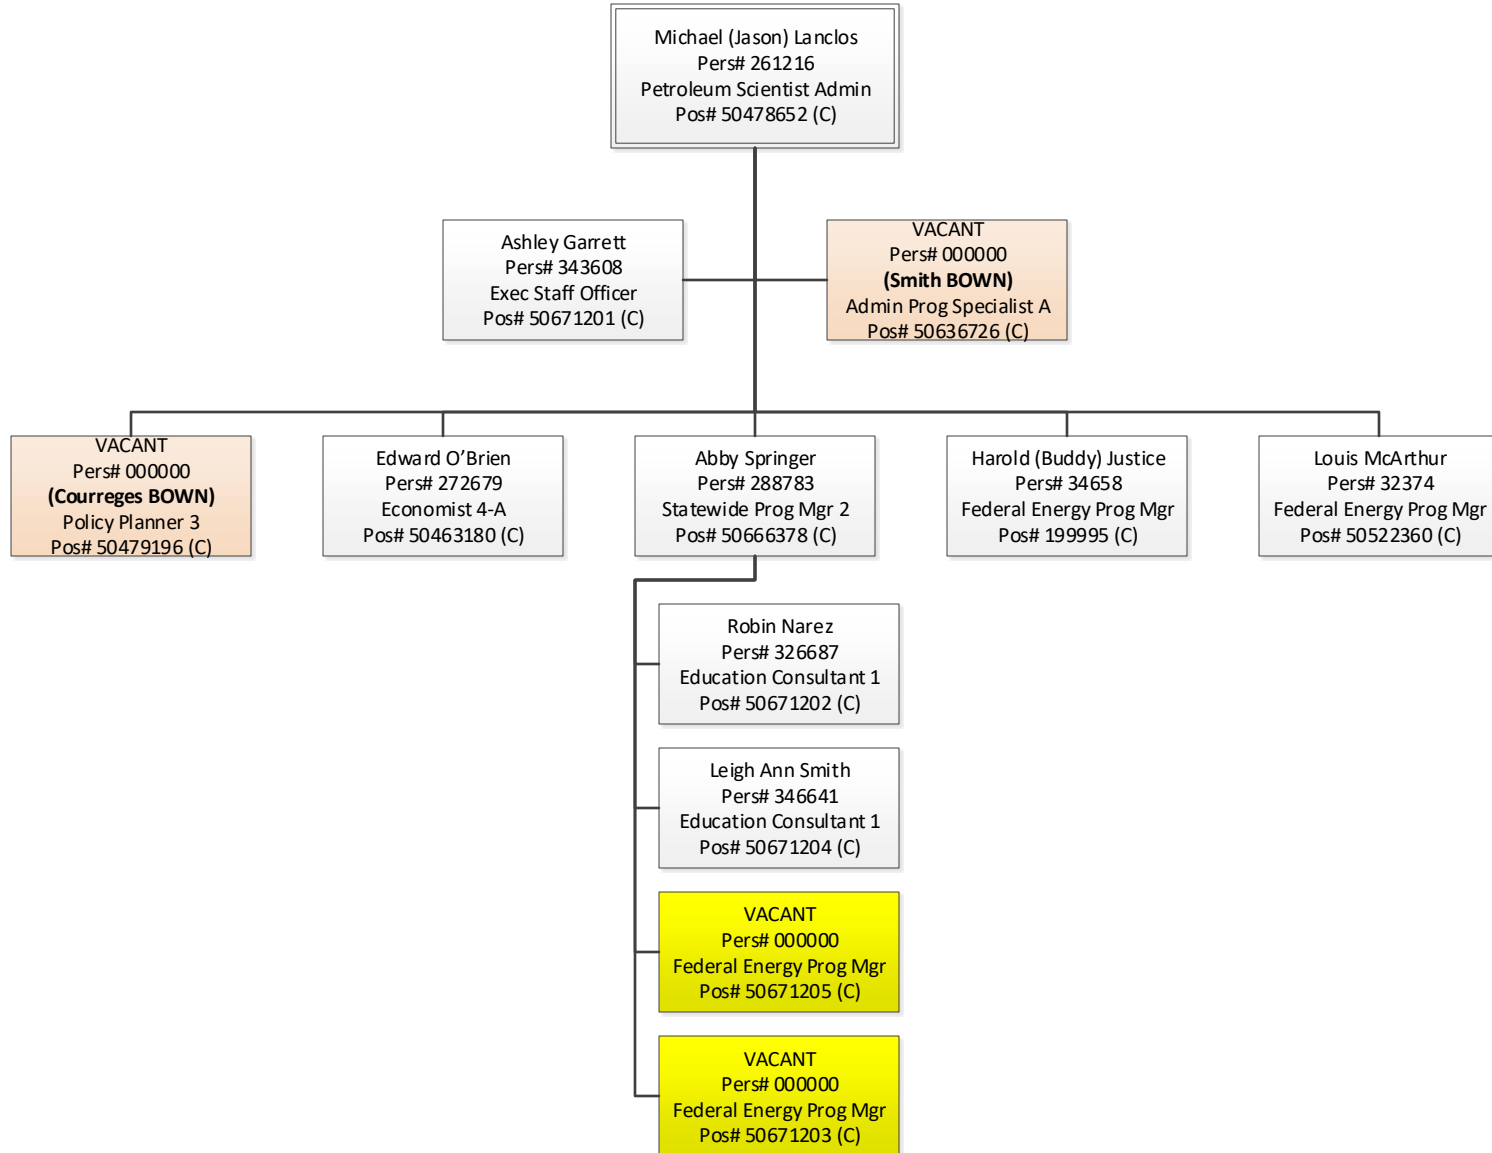 Michael (Jason) Lanclos
Pers# 261216
Petroleum Scientist Admin
Pos# 50478652 (C)
Ashley Garrett
Pers# 343608
Exec Staff Officer
Pos# 50671201 (C)
VACANT
Pers# 000000
(Smith BOWN)
Admin Prog Specialist A
Pos# 50636726 (C)
VACANT
Pers# 000000
(Courreges BOWN)
Policy Planner 3
Pos# 50479196 (C)
Edward O’Brien
Pers# 272679
Economist 4-A
Pos# 50463180 (C)
Abby Springer
Pers# 288783
Statewide Prog Mgr 2
Pos# 50666378 (C)
Harold (Buddy) Justice
Pers# 34658
Federal Energy Prog Mgr
Pos# 199995 (C)
Louis McArthur
Pers# 32374
Federal Energy Prog Mgr
Pos# 50522360 (C)
Robin Narez
Pers# 326687
Education Consultant 1
Pos# 50671202 (C)
Leigh Ann Smith
Pers# 346641
Education Consultant 1
Pos# 50671204 (C)
VACANT
Pers# 000000
Federal Energy Prog Mgr
Pos# 50671205 (C)
VACANT
Pers# 000000
Federal Energy Prog Mgr
Pos# 50671203 (C)